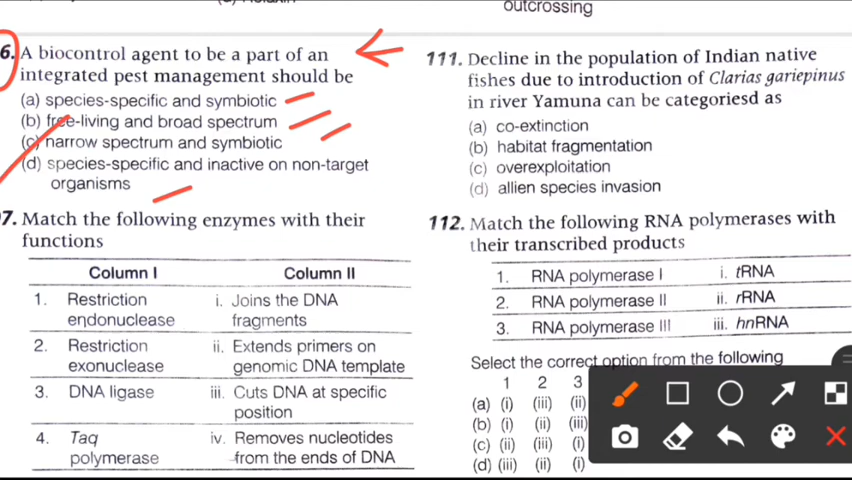 outcrossing
6. A biocontrol agent to be a part of an
integrated pest management should be
(a) species-specific and symbiotic
(b) free-living and broad spectrum
(c) narrow spectrum and symbiotic
(d) species-specific and inactive on non-target
organisms
7. Match the following enzymes with their
functions
Column I Column II
1. Restriction endonuclease i. Joins the DNA fragments
2. Restriction exonuclease ii. Extends primers on genomic DNA template
3. DNA ligase iii. Cuts DNA at specific position
4. Taq polymerase iv. Removes nucleotides from the ends of DNA
111. Decline in the population of Indian native
fishes due to introduction of Clarias gariepinus
in river Yamuna can be categoriesd as
(a) co-extinction
(b) habitat fragmentation
(c) overexploitation
(d) allien species invasion
112. Match the following RNA polymerases with
their transcribed products
1. RNA polymerase I i. tRNA
2. RNA polymerase II ii. rRNA
3. RNA polymerase III iii. hnRNA
Select the correct option from the following
1 2 3
(a) (i) (iii) (ii)
(b) (i) (ii) (iii)
(c) (ii) (iii) (i)
(d) (iii) (ii) (i)